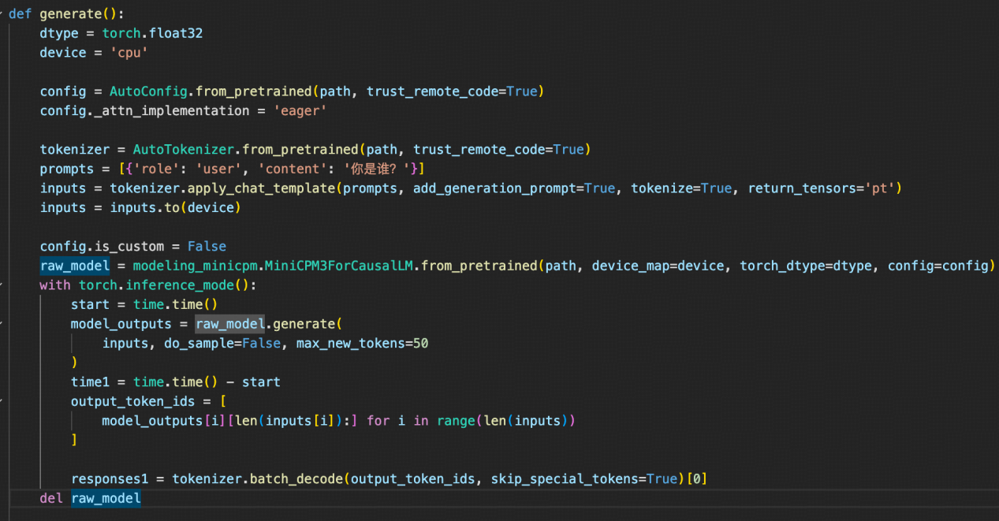 def generate():
    dtype = torch.float32
    device = 'cpu'

    config = AutoConfig.from_pretrained(path, trust_remote_code=True)
    config._attn_implementation = 'eager'

    tokenizer = AutoTokenizer.from_pretrained(path, trust_remote_code=True)
    prompts = [{'role': 'user', 'content': '你是谁？'}]
    inputs = tokenizer.apply_chat_template(prompts, add_generation_prompt=True, tokenize=True, return_tensors='pt')
    inputs = inputs.to(device)

    config.is_custom = False
    raw_model = modeling_minicpm.MiniCPM3ForCausalLM.from_pretrained(path, device_map=device, torch_dtype=dtype, config=config)
    with torch.inference_mode():
        start = time.time()
        model_outputs = raw_model.generate(
            inputs, do_sample=False, max_new_tokens=50
        )
        time1 = time.time() - start
        output_token_ids = [
            model_outputs[i][len(inputs[i]):] for i in range(len(inputs))
        ]

        responses1 = tokenizer.batch_decode(output_token_ids, skip_special_tokens=True)[0]
    del raw_model